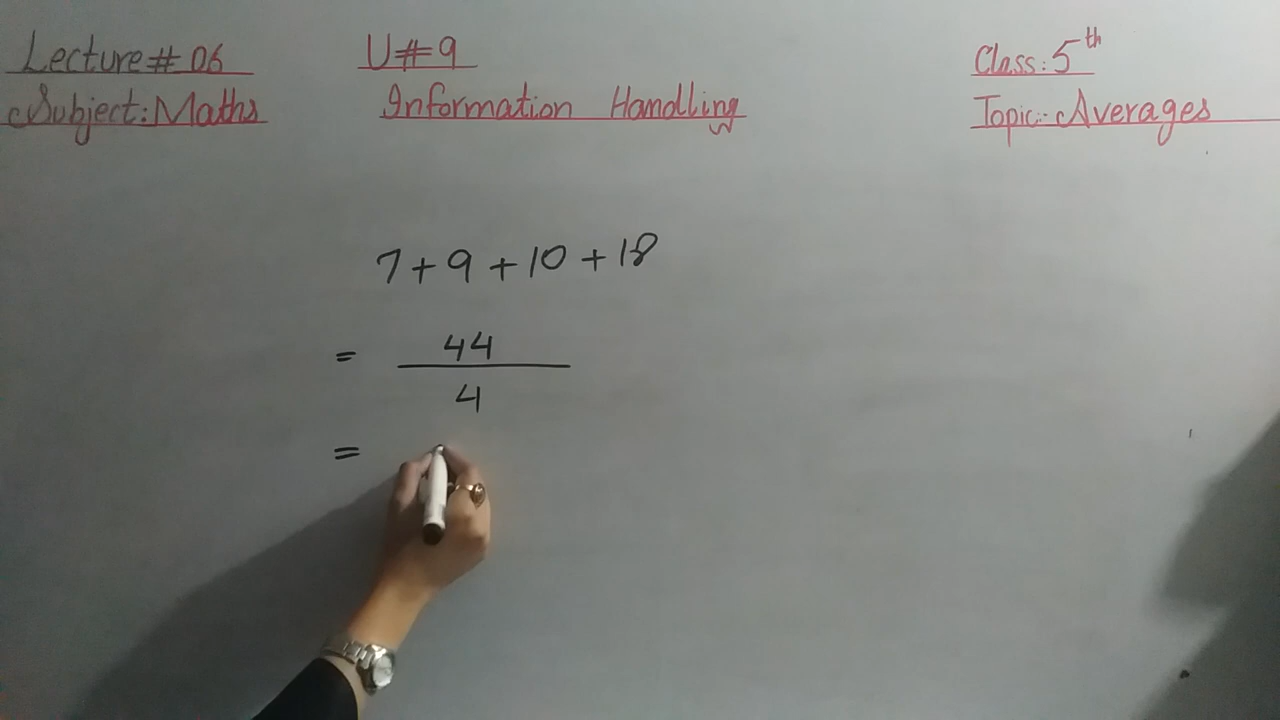 Lecture# 06 U#9 Class: 5th
Subject: Maths Information Handling Topic:- Averages
7+9+10+18
= 44
4
=